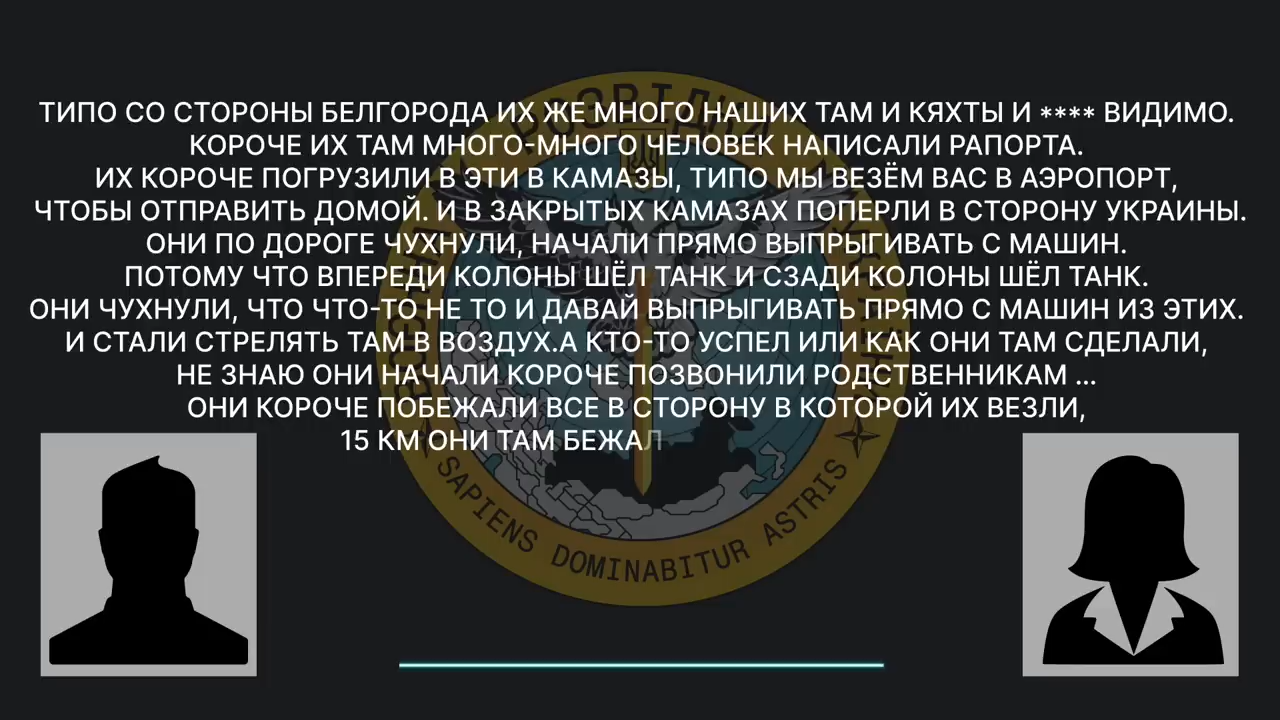 ТИПО СО СТОРОНЫ БЕЛГОРОДА ИХ ЖЕ МНОГО НАШИХ ТАМ И КЯХТЫ И **** ВИДИМО.
КОРОЧЕ ИХ ТАМ МНОГО-МНОГО ЧЕЛОВЕК НАПИСАЛИ РАПОРТА.
ИХ КОРОЧЕ ПОГРУЗИЛИ В ЭТИ В КАМАЗЫ, ТИПО МЫ ВЕЗЁМ ВАС В АЭРОПОРТ,
ЧТОБЫ ОТПРАВИТЬ ДОМОЙ. И В ЗАКРЫТЫХ КАМАЗАХ ПОПЕРЛИ В СТОРОНУ УКРАИНЫ.
ОНИ ПО ДОРОГЕ ЧУХНУЛИ, НАЧАЛИ ПРЯМО ВЫПРЫГИВАТЬ С МАШИН.
ПОТОМУ ЧТО ВПЕРЕДИ КОЛОНЫ ШЁЛ ТАНК И СЗАДИ КОЛОНЫ ШЁЛ ТАНК.
ОНИ ЧУХНУЛИ, ЧТО ЧТО-ТО НЕ ТО И ДАВАЙ ВЫПРЫГИВАТЬ ПРЯМО С МАШИН ИЗ ЭТИХ.
И СТАЛИ СТРЕЛЯТЬ ТАМ В ВОЗДУХ.А КТО-ТО УСПЕЛ ИЛИ КАК ОНИ ТАМ СДЕЛАЛИ,
НЕ ЗНАЮ ОНИ НАЧАЛИ КОРОЧЕ ПОЗВОНИЛИ РОДСТВЕННИКАМ ...
ОНИ КОРОЧЕ ПОБЕЖАЛИ ВСЕ В СТОРОНУ В КОТОРОЙ ИХ ВЕЗЛИ,
15 КМ ОНИ ТАМ БЕЖАЛ
SAPIENS DOMINABITUR ASTRIS